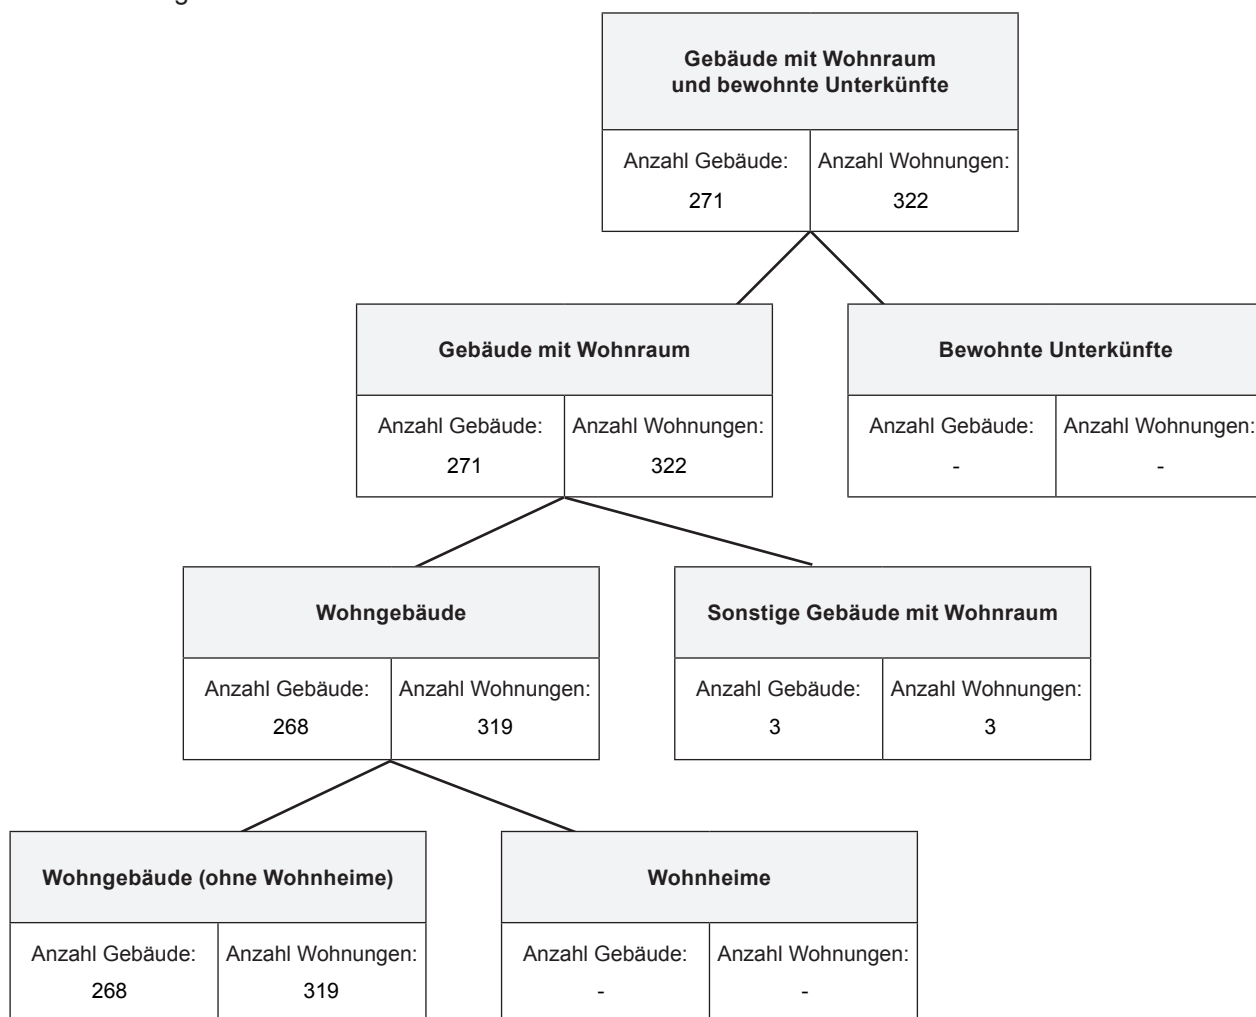 Gebäude mit Wohnraum
und bewohnte Unterkünfte
Anzahl Gebäude: Anzahl Wohnungen:
271 322
Gebäude mit Wohnraum
Anzahl Gebäude: Anzahl Wohnungen:
271 322
Bewohnte Unterkünfte
Anzahl Gebäude: Anzahl Wohnungen:
- -
Wohngebäude
Anzahl Gebäude: Anzahl Wohnungen:
268 319
Sonstige Gebäude mit Wohnraum
Anzahl Gebäude: Anzahl Wohnungen:
3 3
Wohngebäude (ohne Wohnheime)
Anzahl Gebäude: Anzahl Wohnungen:
268 319
Wohnheime
Anzahl Gebäude: Anzahl Wohnungen:
- -